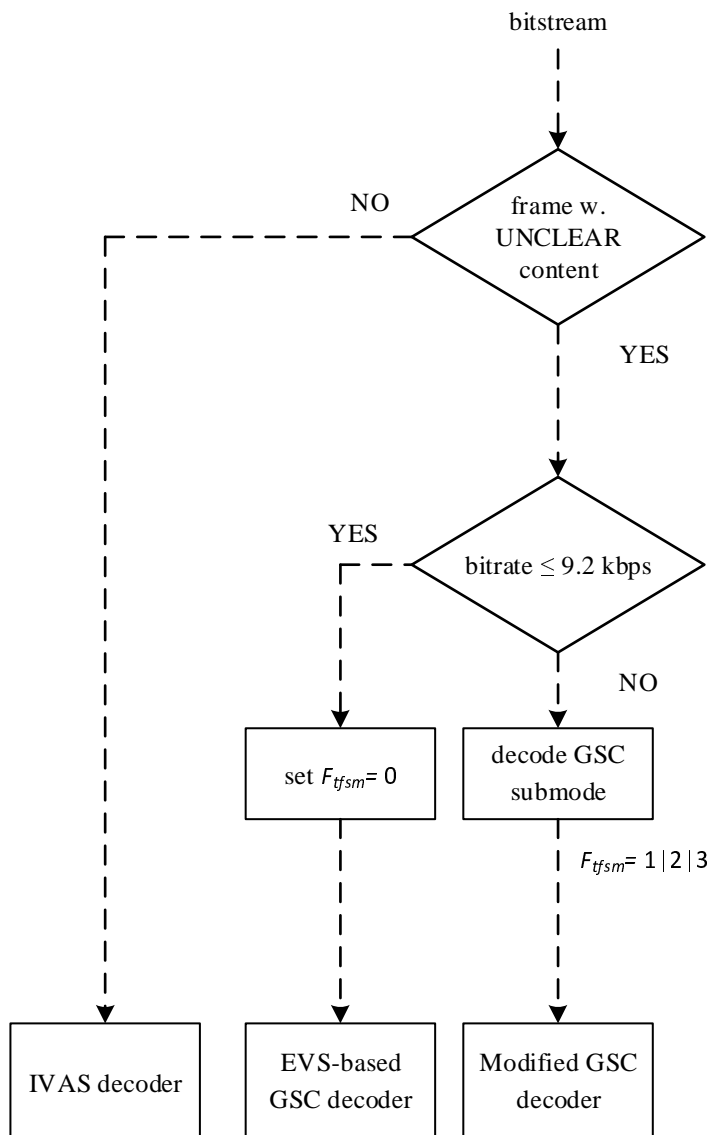 bitstream
NO
frame w.
UNCLEAR
content
YES
YES
bitrate ≤ 9.2 kbps
NO
set F_tfsm= 0
decode GSC
submode
F_tfsm= 1|2|3
IVAS decoder
EVS-based
GSC decoder
Modified GSC
decoder